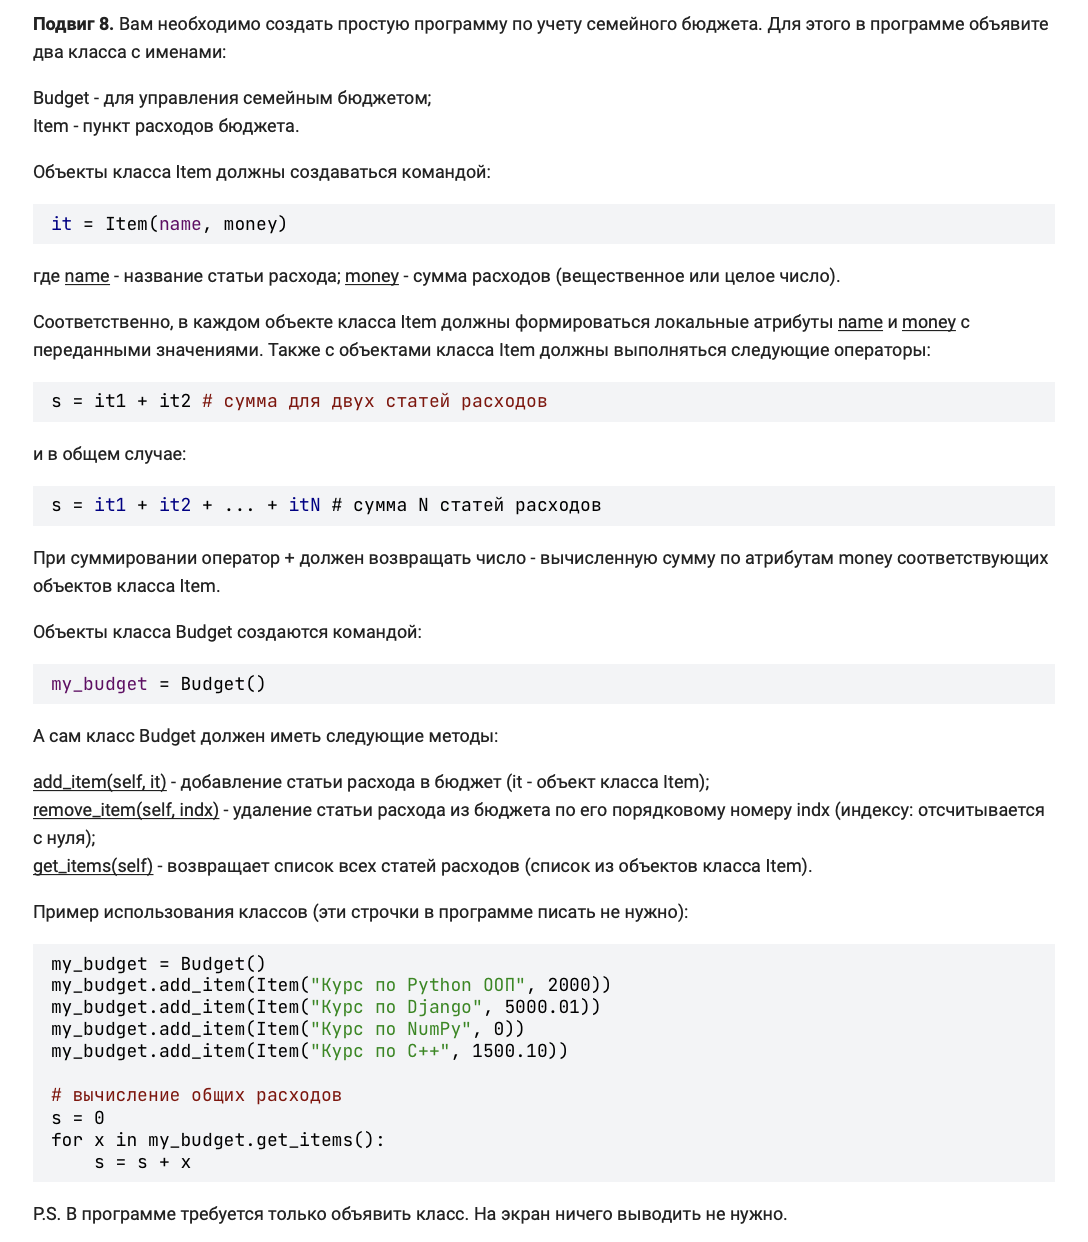 Подвиг 8. Вам необходимо создать простую программу по учету семейного бюджета. Для этого в программе объявите
два класса с именами:
Budget - для управления семейным бюджетом;
Item - пункт расходов бюджета.
Объекты класса Item должны создаваться командой:
it = Item(name, money)
где name - название статьи расхода; money - сумма расходов (вещественное или целое число).
Соответственно, в каждом объекте класса Item должны формироваться локальные атрибуты name и money с
переданными значениями. Также с объектами класса Item должны выполняться следующие операторы:
s = it1 + it2 # сумма для двух статей расходов
и в общем случае:
s = it1 + it2 + ... + itN # сумма N статей расходов
При суммировании оператор + должен возвращать число - вычисленную сумму по атрибутам money соответствующих
объектов класса Item.
Объекты класса Budget создаются командой:
my_budget = Budget()
А сам класс Budget должен иметь следующие методы:
add_item(self, it) - добавление статьи расхода в бюджет (it - объект класса Item);
remove_item(self, indx) - удаление статьи расхода из бюджета по его порядковому номеру indx (индексу: отсчитывается
с нуля);
get_items(self) - возвращает список всех статей расходов (список из объектов класса Item).
Пример использования классов (эти строчки в программе писать не нужно):
my_budget = Budget()
my_budget.add_item(Item("Курс по Python ООП", 2000))
my_budget.add_item(Item("Курс по Django", 5000.01))
my_budget.add_item(Item("Курс по NumPy", 0))
my_budget.add_item(Item("Курс по C++", 1500.10))
# вычисление общих расходов
s = 0
for x in my_budget.get_items():
    s = s + x
P.S. В программе требуется только объявить класс. На экран ничего выводить не нужно.